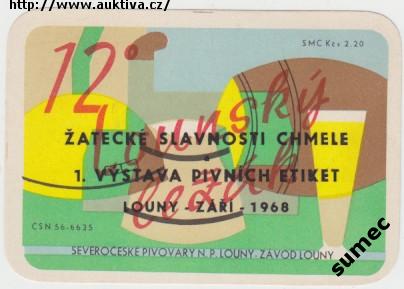 http://www.auktiva.cz/
12°
SMC Kčs 2.20
Lounský
ležák
ŽATECKÉ SLAVNOSTI CHMELE
1. VÝSTAVA PIVNÍCH ETIKET
LOUNY - ZÁŘÍ - 1968
ČSN 56-6635
SEVEROČESKÉ PIVOVARY N. P. LOUNY. ZÁVOD LOUNY
sumec